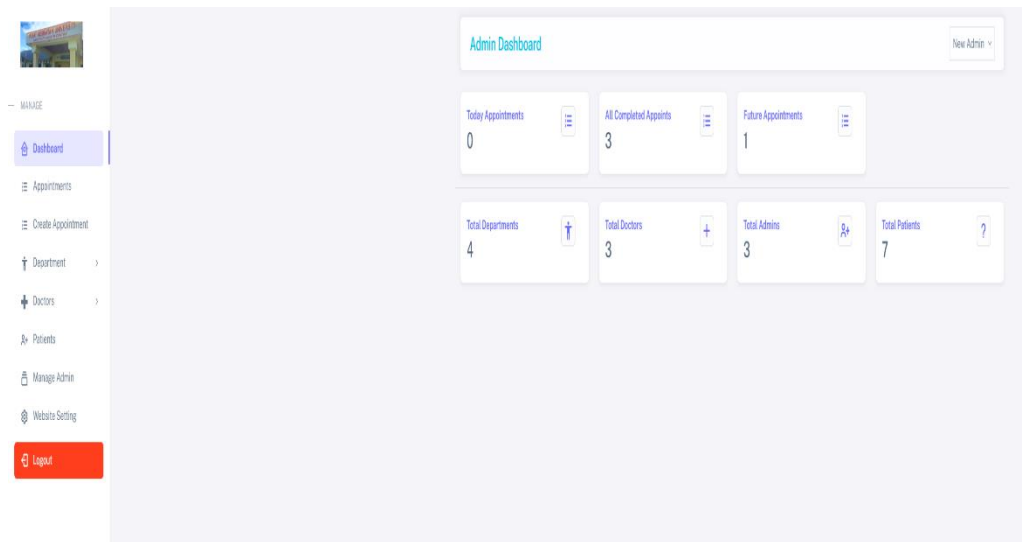 MANAGE
Dashboard
Appointments
Create Appointment
Department
Doctors
Patients
Manage Admin
Website Setting
Logout
Admin Dashboard
New Admin
Today Appointments
0
All Completed Appoints
3
Future Appointments
1
Total Departments
4
Total Doctors
3
Total Admins
3
Total Patients
7
?